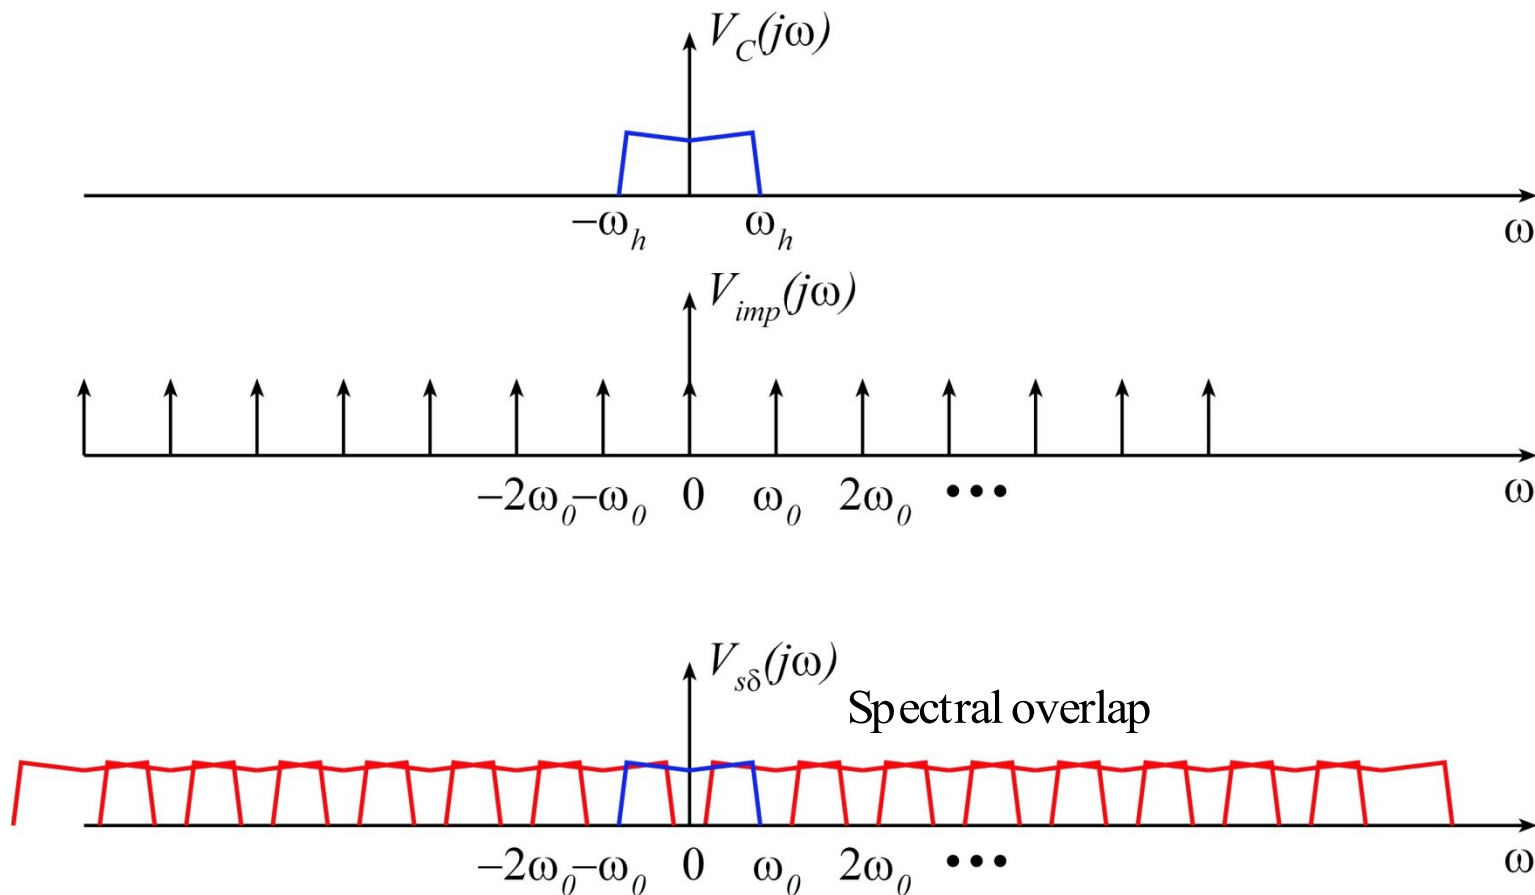 V_C(jω)
−ω_h ω_h ω
V_imp(jω)
−2ω_0 −ω_0 0 ω_0 2ω_0 ••• ω
V_sδ(jω)
Spectral overlap
−2ω_0 −ω_0 0 ω_0 2ω_0 ••• ω